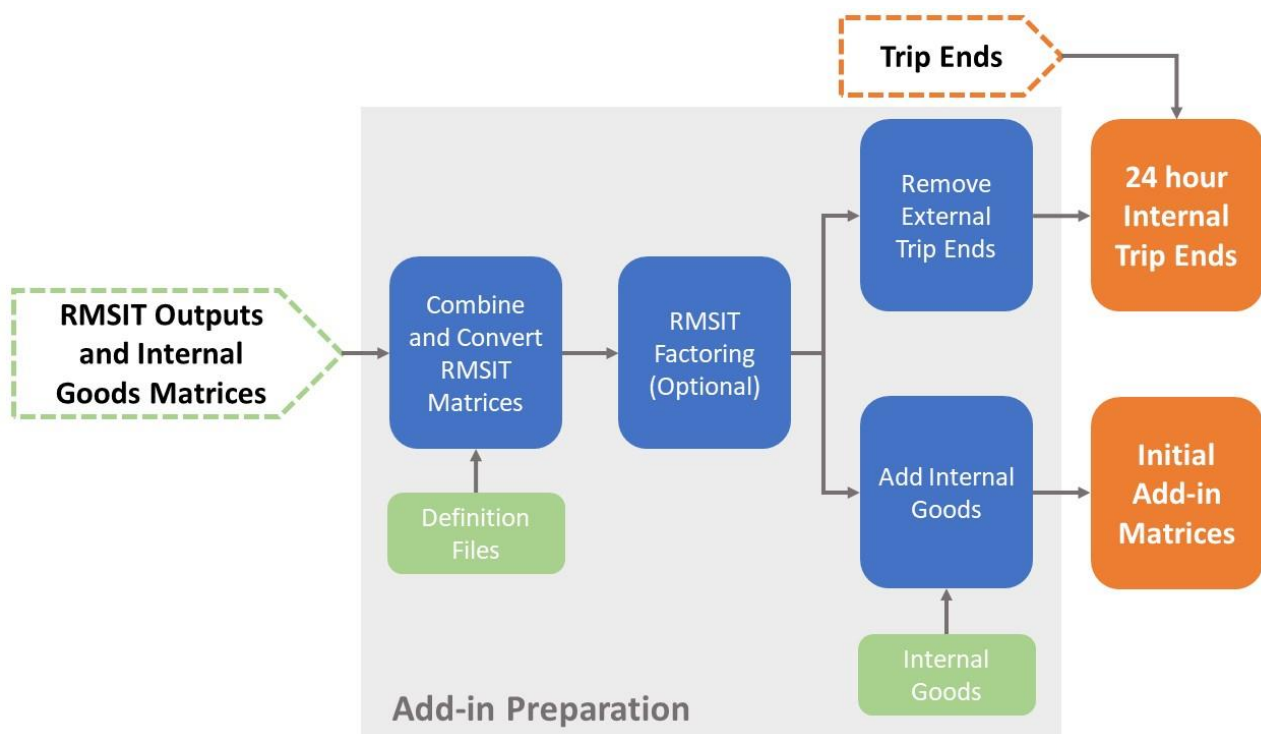 Trip Ends
Remove
External
Trip Ends
24 hour
Internal
Trip Ends
RMSIT Outputs
and Internal
Goods Matrices
Combine
and Convert
RMSIT
Matrices
RMSIT
Factoring
(Optional)
Definition
Files
Add Internal
Goods
Initial
Add-in
Matrices
Internal
Goods
Add-in Preparation